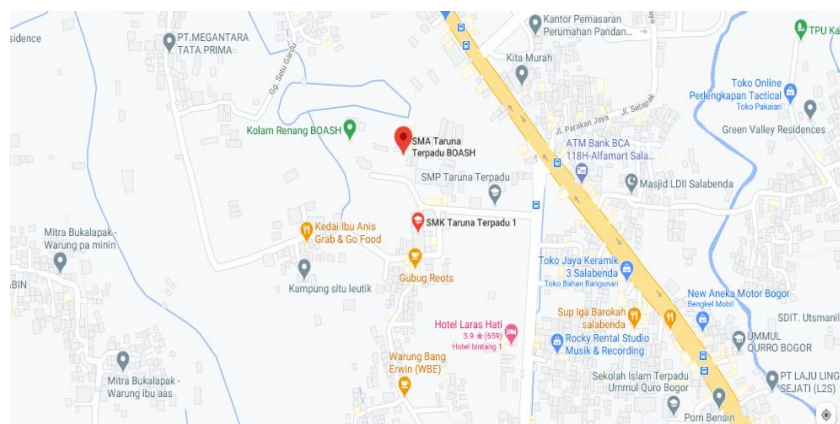 sidence
PT.MEGANTARA
TATA PRIMA
Gg. Setu Gardu
Kantor Pemasaran
Perumahan Pandan...
Kita Murah
TPU Ka
Toko Online
Perlengkapan Tactical
Toko Pakaian
Jl. Setapak
Jl. Parakan Jaya
Green Valley Residences
Kolam Renang BOASH
SMA Taruna
Terpadu BOASH
ATM Bank BCA
118H-Alfamart Sala...
SMP Taruna Terpadu
Masjid LDII Salabenda
SMK Taruna Terpadu 1
Kedai Ibu Anis
Grab & Go Food
Mitra Bukalapak -
Warung pa minin
Gubug Reots
Toko Jaya Keramik
3 Salabenda
Toko Bahan Bangunan
ABIN
Kampung situ leutik
New Aneka Motor Bogor
Bengkel Mobil
Sup Iga Barokah
salabenda
SDIT. Utsmanil
Hotel Laras Hati
3.9 ★ (659)
Hotel bintang 1
Rocky Rental Studio
Musik & Recording
UMMUL
QURRO BOGOR
Warung Bang
Erwin (WBE)
Sekolah Islam Terpadu
Ummul Quro Bogor
PT LAJU LING
SEJATI (L2S)
Mitra Bukalapak -
Warung ibu aas
Pom Bensin